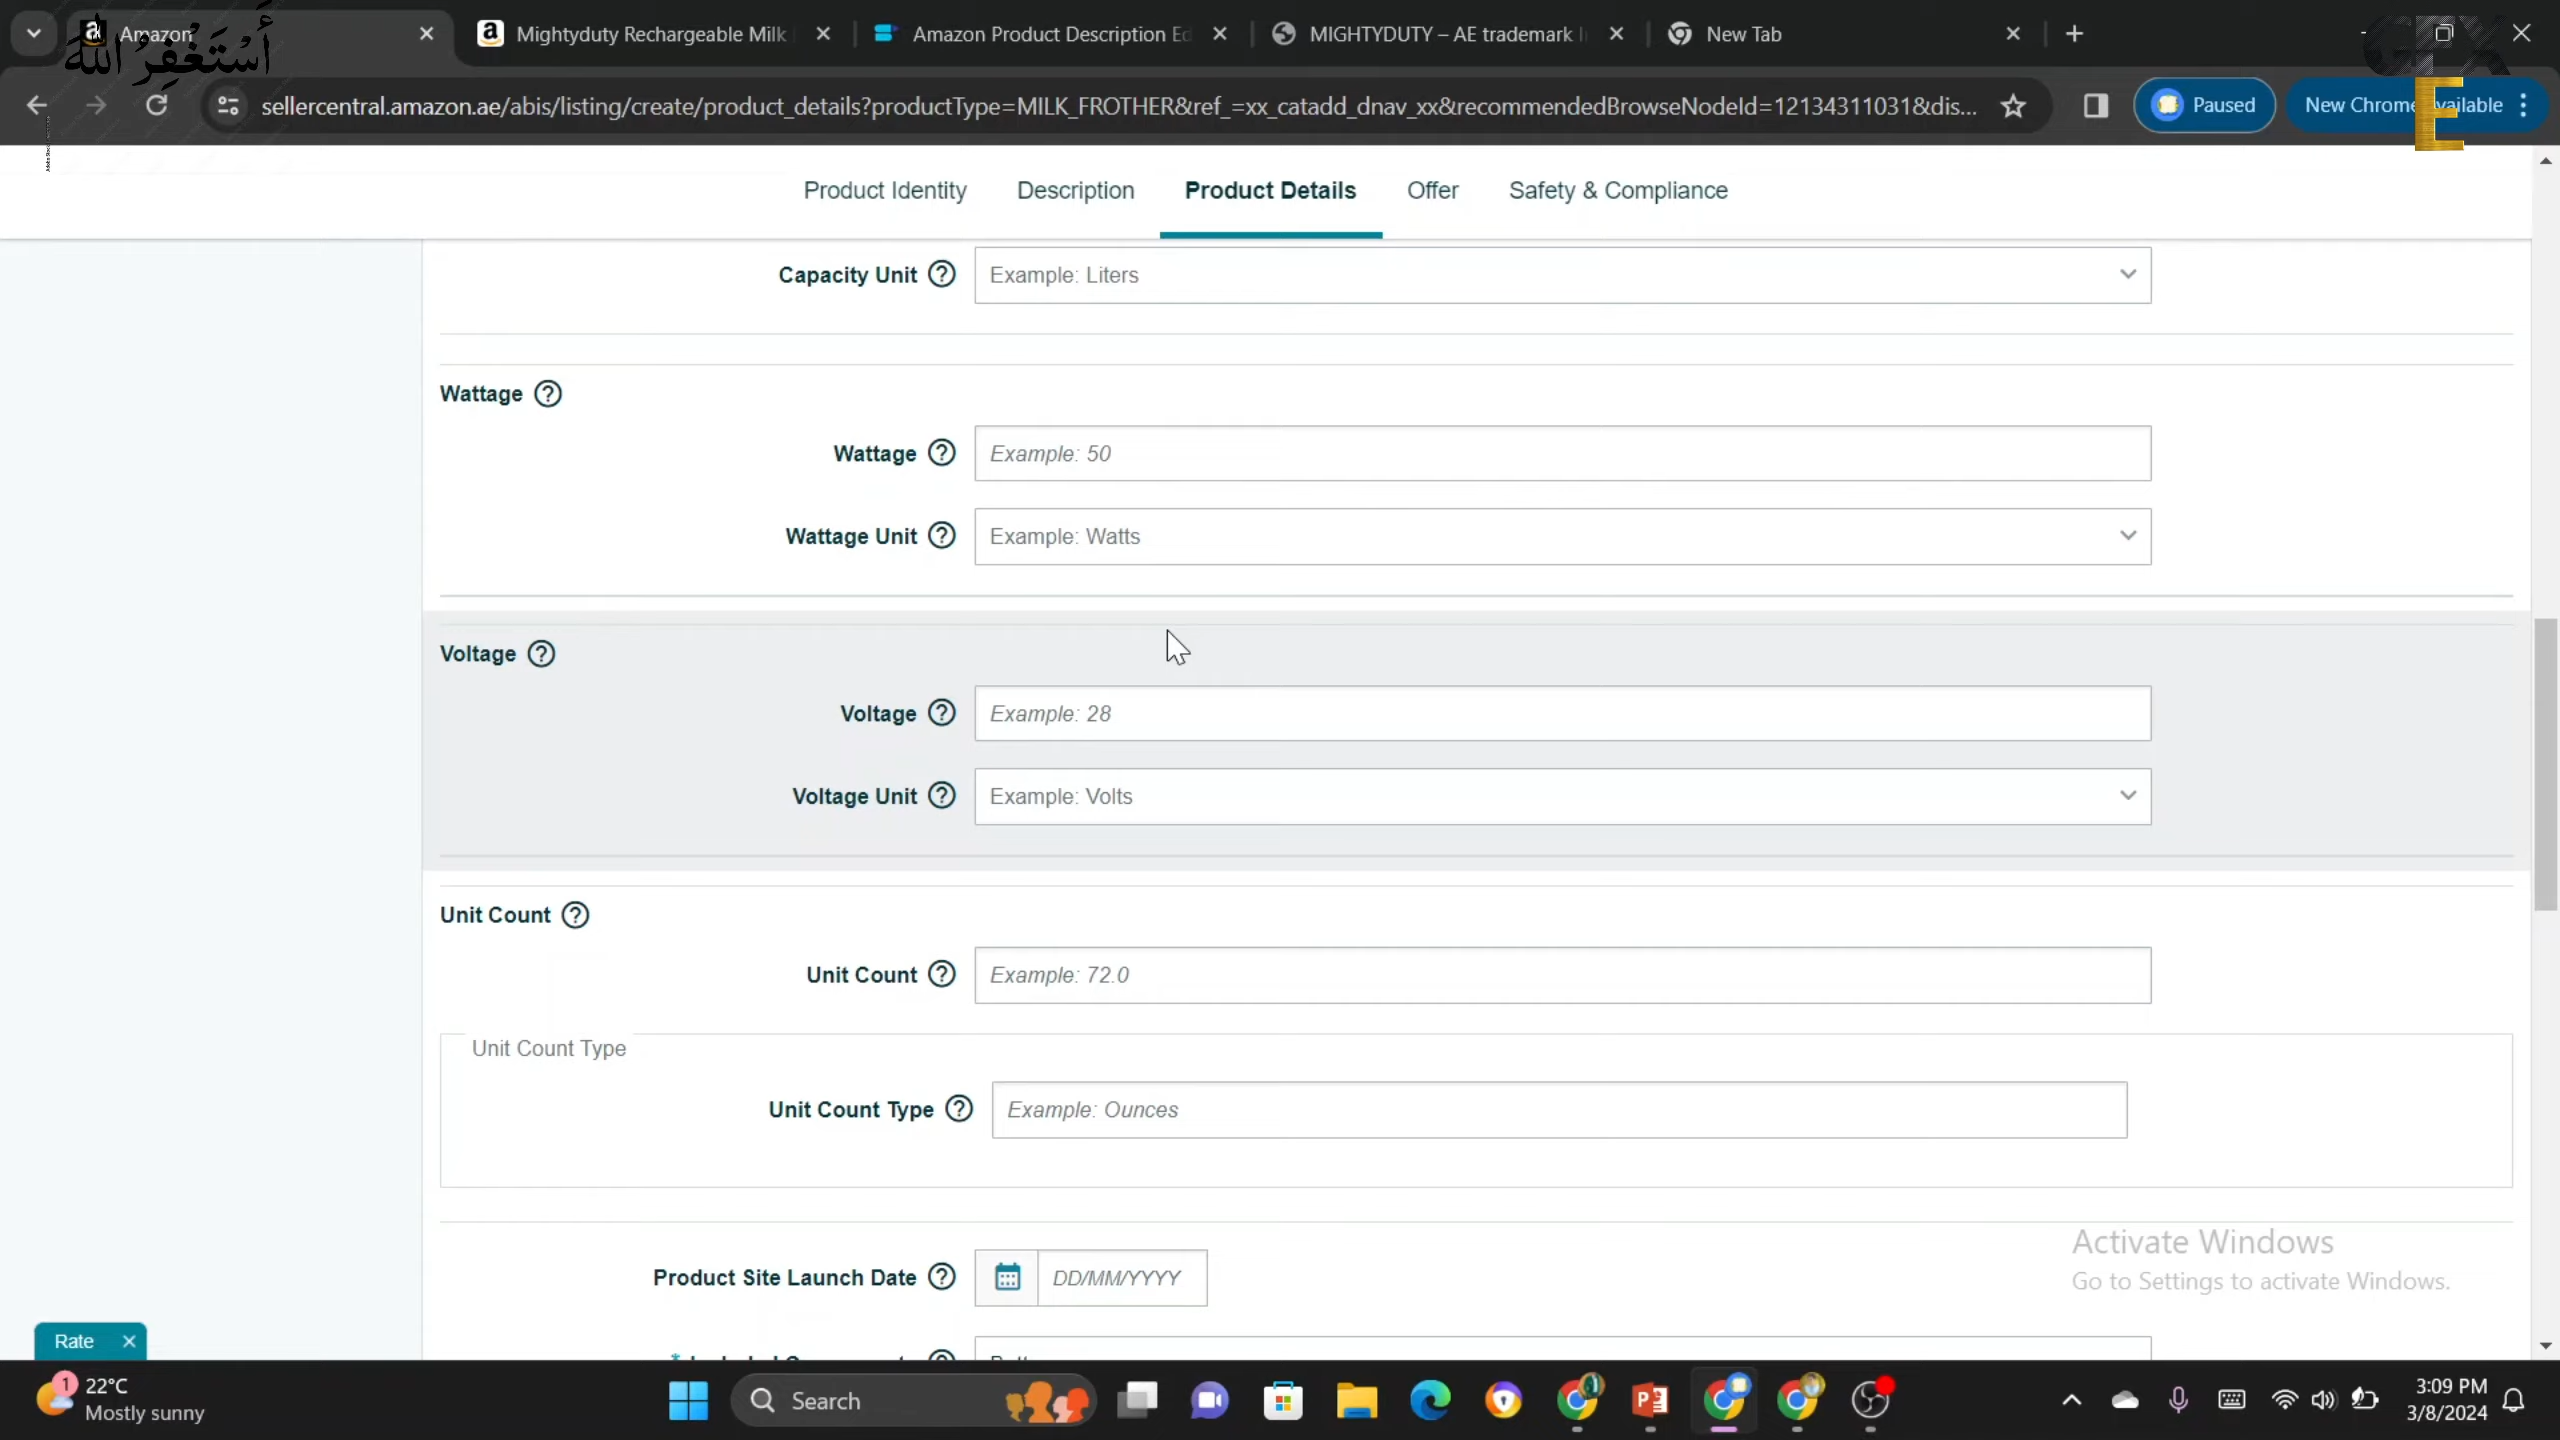 Amazon
Mightyduty Rechargeable Milk
Amazon Product Description Ed
MIGHTYDUTY – AE trademark I
New Tab
أَسْتَغْفِرُ اللّٰهَ
sellercentral.amazon.ae/abis/listing/create/product_details?productType=MILK_FROTHER&ref_=xx_catadd_dnav_xx&recommendedBrowseNodeId=12134311031&dis...
Paused
New Chrome available
E
Product Identity
Description
Product Details
Offer
Safety & Compliance
Capacity Unit ?
Example: Liters
Wattage ?
Wattage ?
Example: 50
Wattage Unit ?
Example: Watts
Voltage ?
Voltage ?
Example: 28
Voltage Unit ?
Example: Volts
Unit Count ?
Unit Count ?
Example: 72.0
Unit Count Type
Unit Count Type ?
Example: Ounces
Product Site Launch Date ?
DD/MM/YYYY
Activate Windows
Go to Settings to activate Windows.
Rate
1
22°C
Mostly sunny
Search
3:09 PM
3/8/2024